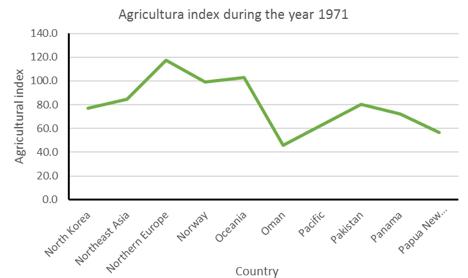 Agricultura index during the year 1971
Agricultural index
140.0
120.0
100.0
80.0
60.0
40.0
20.0
0.0
North Korea
Northeast Asia
Northern Europe
Norway
Oceania
Oman
Pacific
Pakistan
Panama
Papua New...
Country